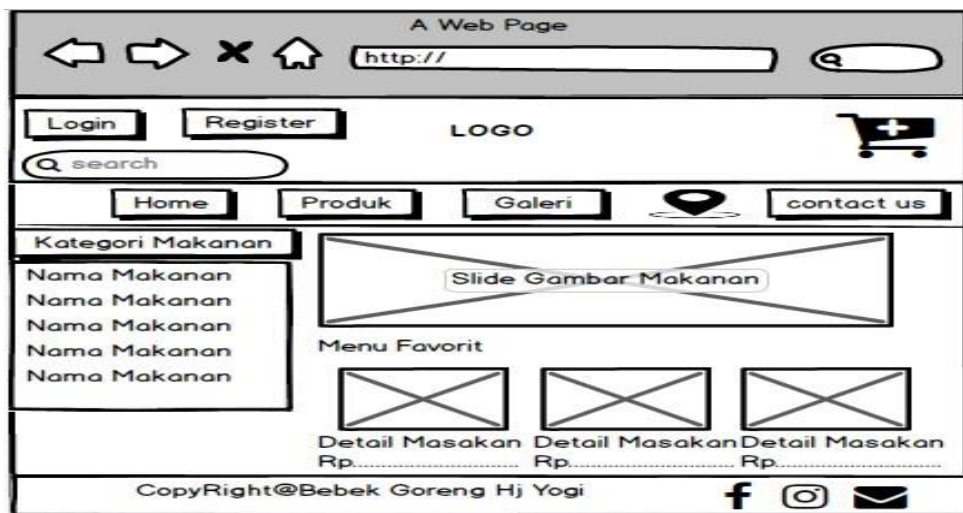 A Web Page
http://
Login Register LOGO
search
Home Produk Galeri contact us
Kategori Makanan
Nama Makanan
Nama Makanan
Nama Makanan
Nama Makanan
Nama Makanan
Slide Gambar Makanan
Menu Favorit
Detail Masakan Detail Masakan Detail Masakan
Rp........................... Rp........................... Rp...........................
CopyRight@Bebek Goreng Hj Yogi